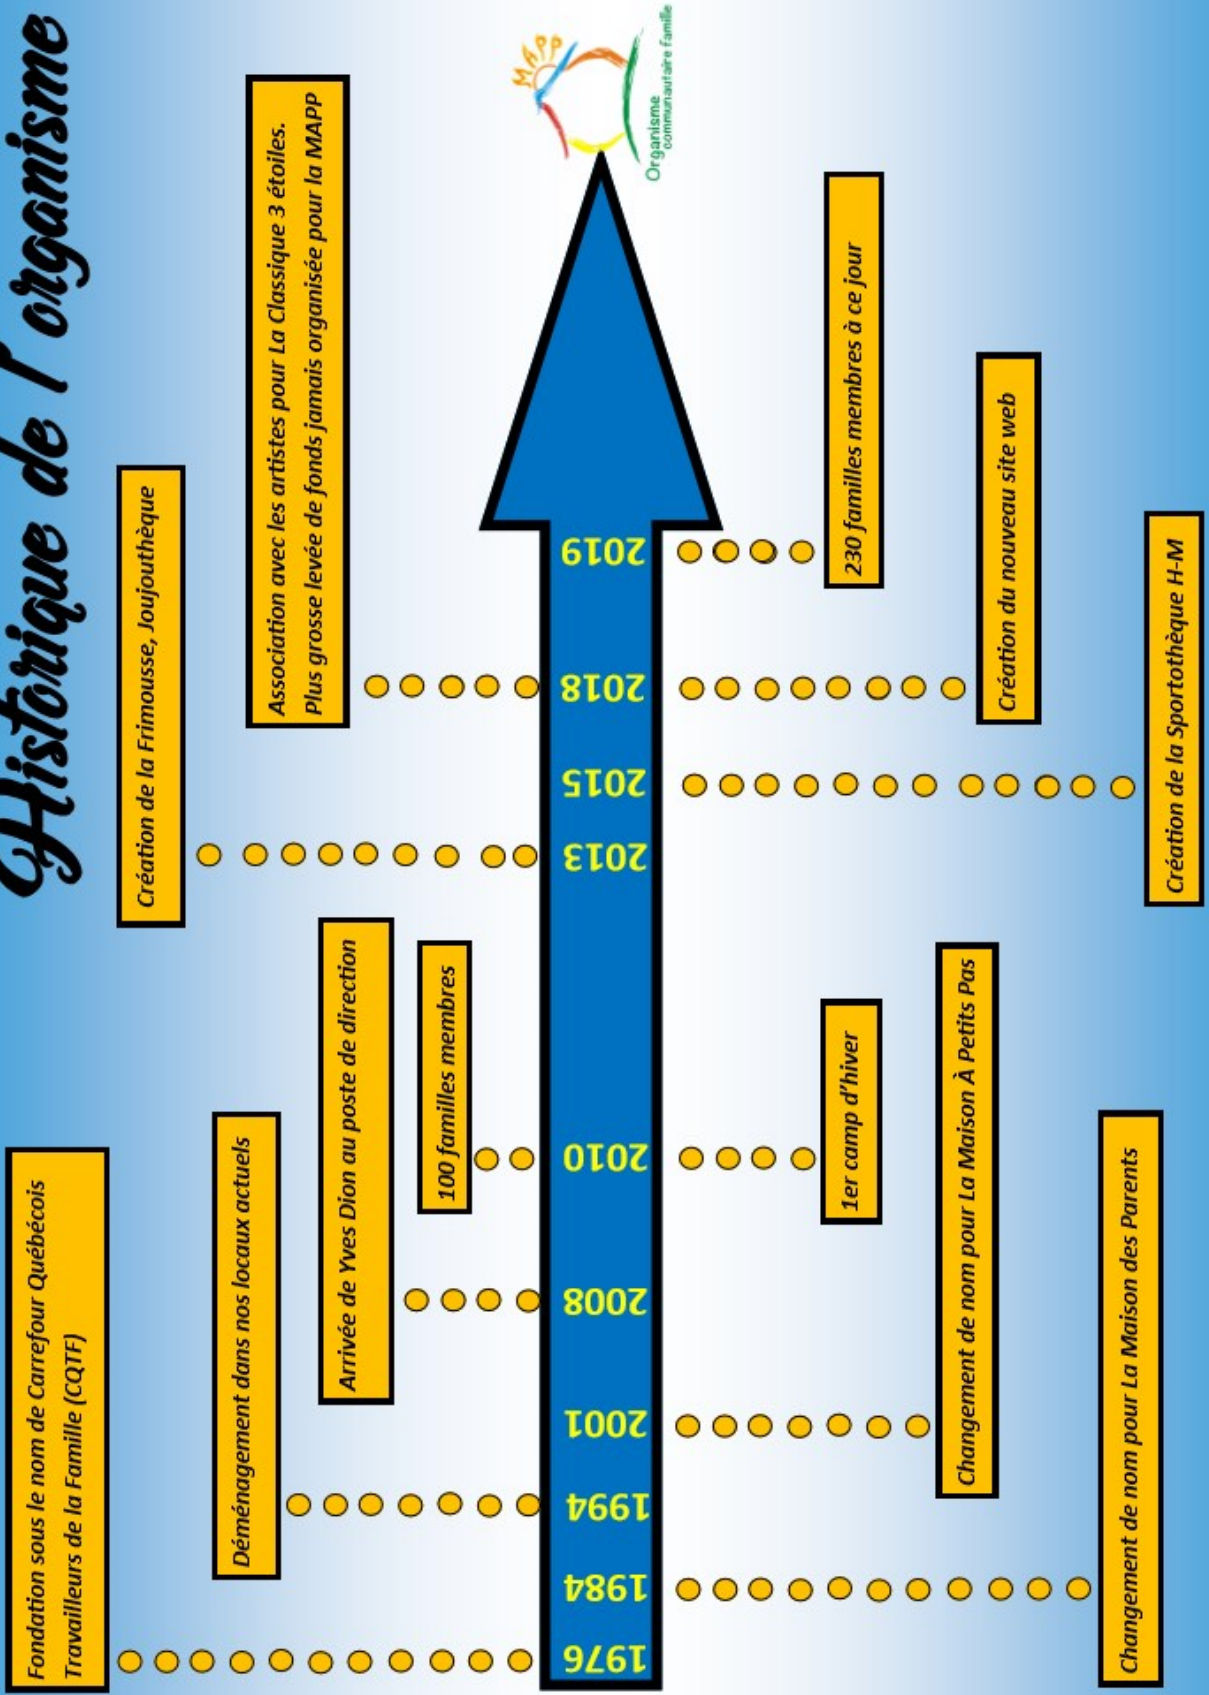 Historique de l'organisme
Fondation sous le nom de Carrefour Québécois
Travailleurs de la Famille (CQTF)
Déménagement dans nos locaux actuels
Arrivée de Yves Dion au poste de direction
100 familles membres
Création de la Frimousse, Joujouthèque
Association avec les artistes pour La Classique 3 étoiles.
Plus grosse levée de fonds jamais organisée pour la MAPP
1976
1984
1994
2001
2008
2010
2013
2015
2018
2019
MAPP
Organisme
communautaire famille
Changement de nom pour La Maison des Parents
Changement de nom pour La Maison À Petits Pas
1er camp d'hiver
Création de la Sportothèque H-M
Création du nouveau site web
230 familles membres à ce jour